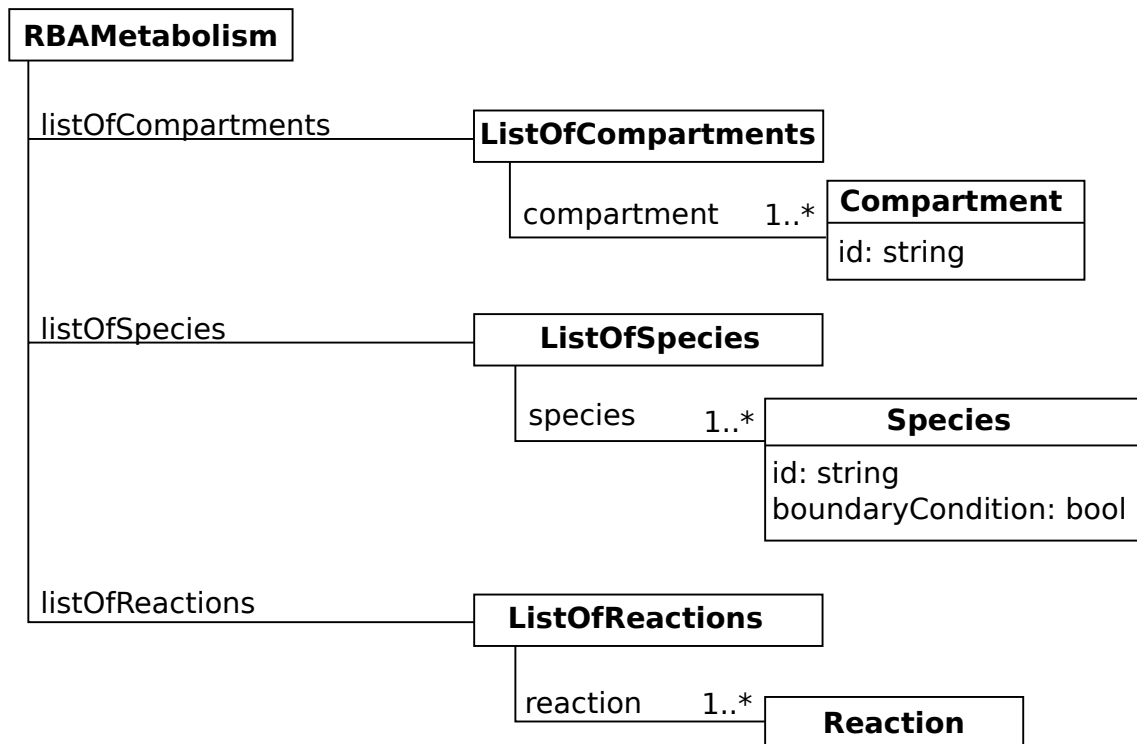 RBAMetabolism
listOfCompartments
ListOfCompartments
compartment 1..*
Compartment
id: string
listOfSpecies
ListOfSpecies
species 1..*
Species
id: string
boundaryCondition: bool
listOfReactions
ListOfReactions
reaction 1..*
Reaction